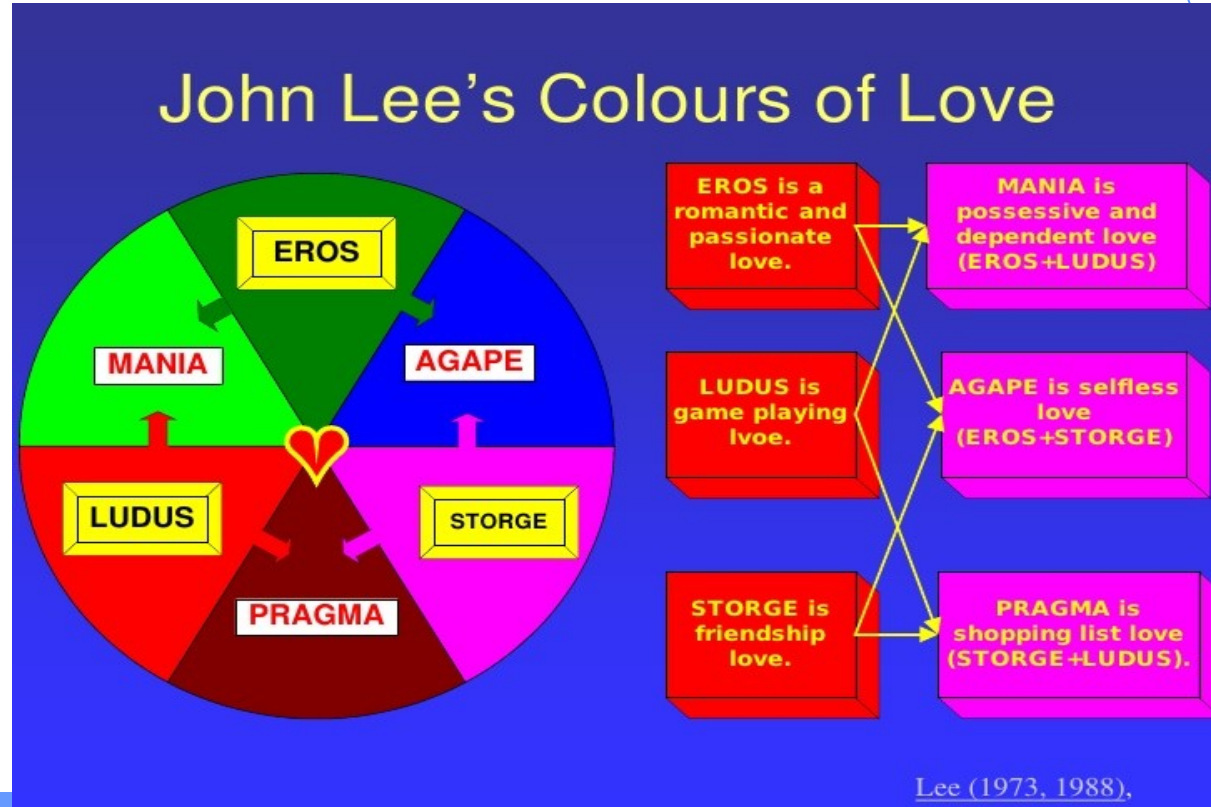 John Lee's Colours of Love
EROS
MANIA
AGAPE
LUDUS
STORGE
PRAGMA
EROS is a
romantic and
passionate
love.
MANIA is
possessive and
dependent love
(EROS+LUDUS)
LUDUS is
game playing
lvoe.
AGAPE is selfless
love
(EROS+STORGE)
STORGE is
friendship
love.
PRAGMA is
shopping list love
(STORGE+LUDUS).
Lee (1973, 1988),